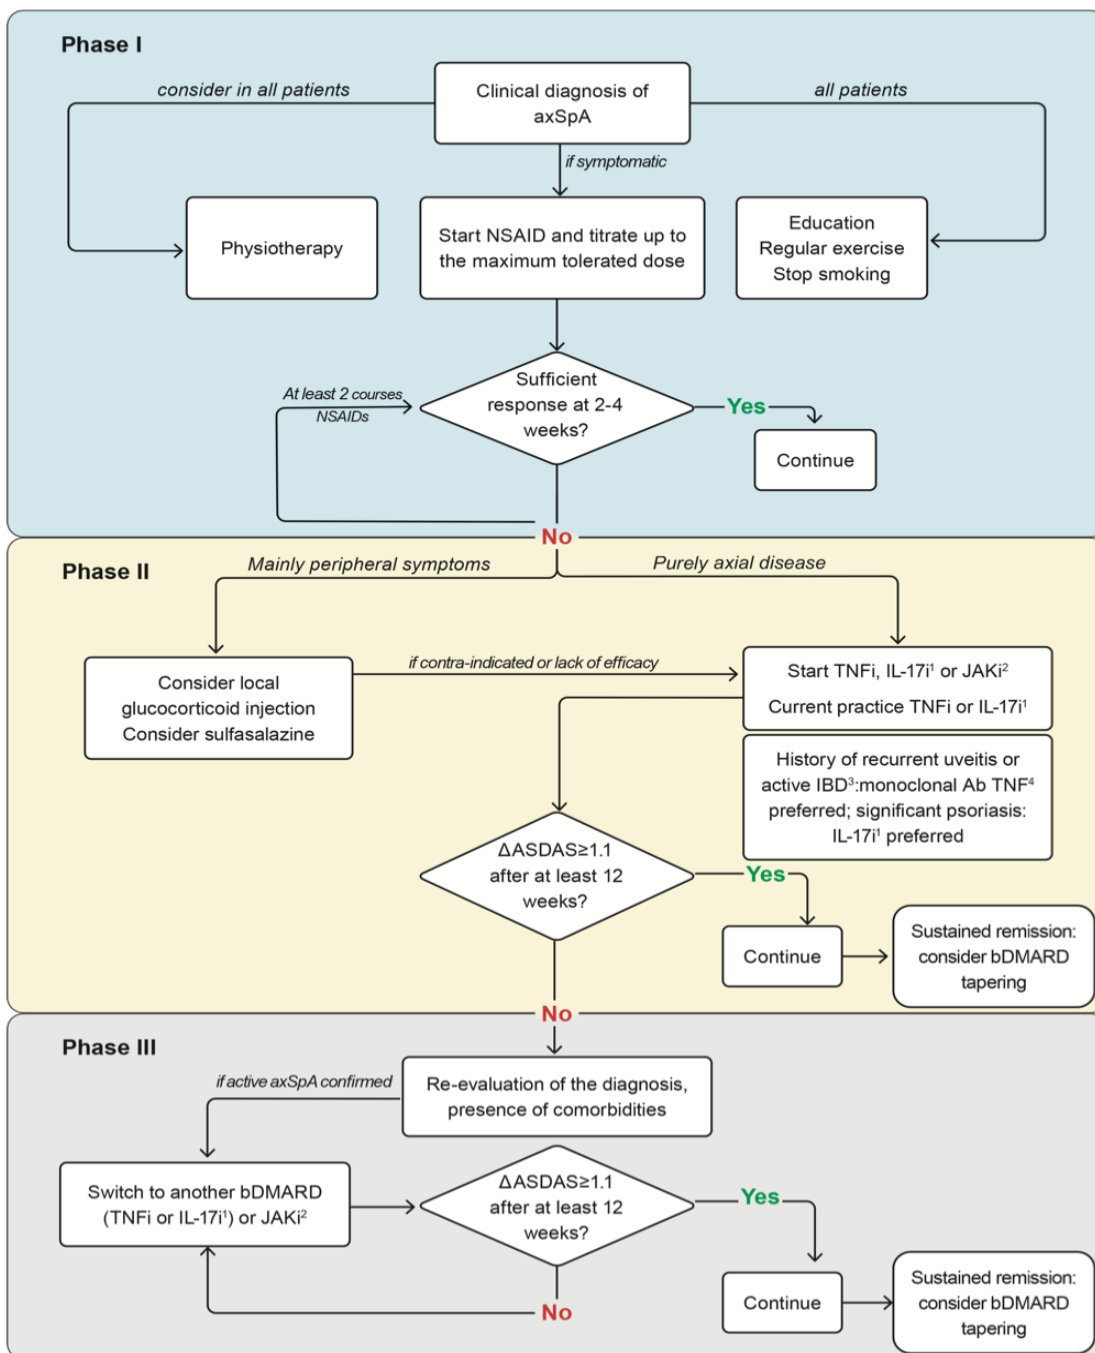 Phase I
Clinical diagnosis of
axSpA
consider in all patients
all patients
if symptomatic
Physiotherapy
Start NSAID and titrate up to
the maximum tolerated dose
Education
Regular exercise
Stop smoking
Sufficient
response at 2-4
weeks?
At least 2 courses
NSAIDs
Yes
Continue
No
Phase II
Mainly peripheral symptoms
Purely axial disease
Consider local
glucocorticoid injection
Consider sulfasalazine
if contra-indicated or lack of efficacy
Start TNFi, IL-17i¹ or JAKi²
Current practice TNFi or IL-17i¹
History of recurrent uveitis or
active IBD³:monoclonal Ab TNF⁴
preferred; significant psoriasis:
IL-17i¹ preferred
ΔASDAS≥1.1
after at least 12
weeks?
Yes
Continue
Sustained remission:
consider bDMARD
tapering
No
Phase III
Re-evaluation of the diagnosis,
presence of comorbidities
if active axSpA confirmed
Switch to another bDMARD
(TNFi or IL-17i¹) or JAKi²
ΔASDAS≥1.1
after at least 12
weeks?
Yes
Continue
Sustained remission:
consider bDMARD
tapering
No